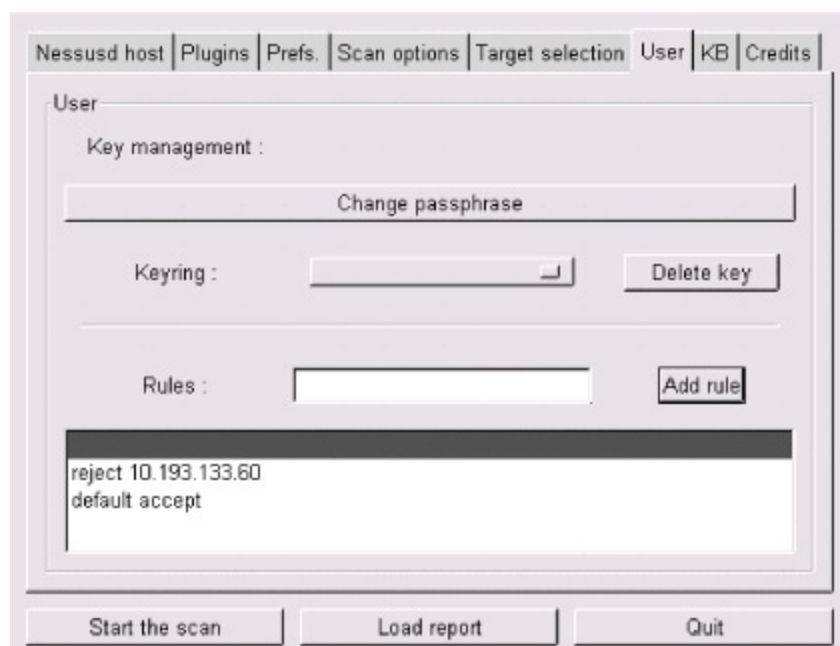 Nessusd host Plugins Prefs. Scan options Target selection User KB Credits
User
Key management :
Change passphrase
Keyring : Delete key
Rules : Add rule
reject 10.193.133.60
default accept
Start the scan Load report Quit